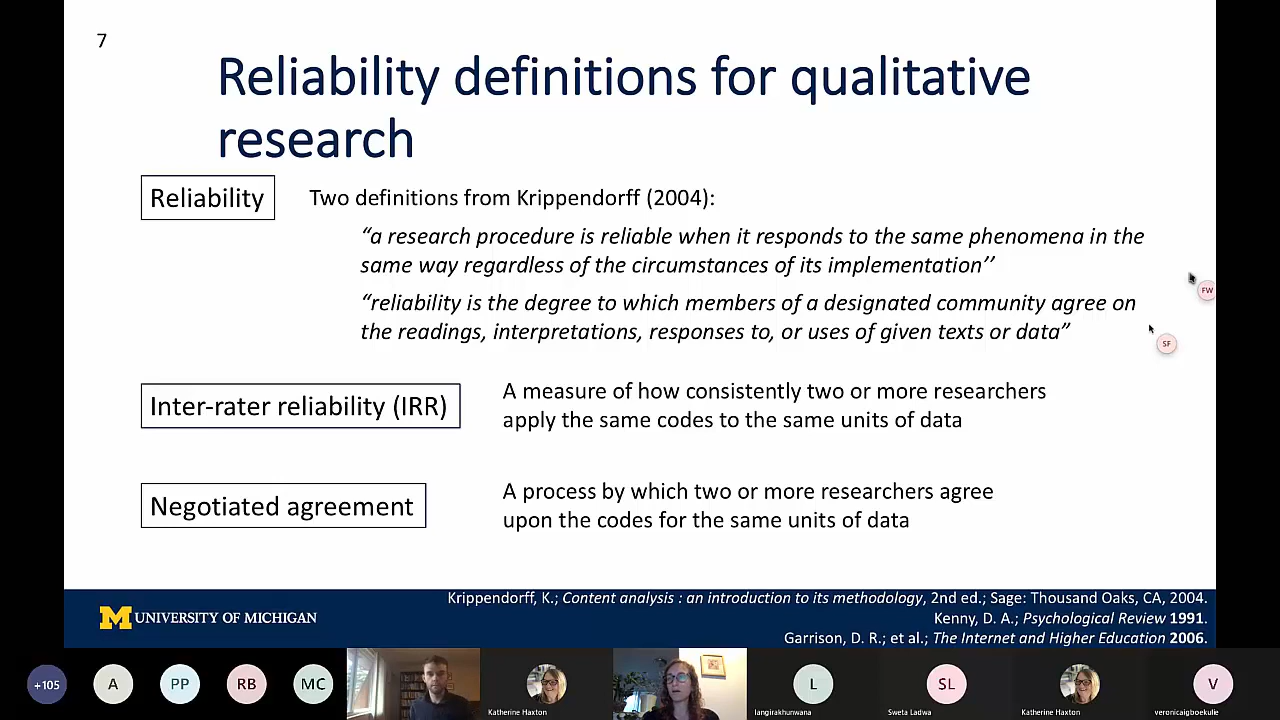 7
Reliability definitions for qualitative
research
Reliability
Two definitions from Krippendorff (2004):
“a research procedure is reliable when it responds to the same phenomena in the
same way regardless of the circumstances of its implementation’’
“reliability is the degree to which members of a designated community agree on
the readings, interpretations, responses to, or uses of given texts or data”
Inter-rater reliability (IRR)
A measure of how consistently two or more researchers
apply the same codes to the same units of data
Negotiated agreement
A process by which two or more researchers agree
upon the codes for the same units of data
FW
SF
M UNIVERSITY OF MICHIGAN
Krippendorff, K.; Content analysis : an introduction to its methodology, 2nd ed.; Sage: Thousand Oaks, CA, 2004.
Kenny, D. A.; Psychological Review 1991.
Garrison, D. R.; et al.; The Internet and Higher Education 2006.
+105
A
PP
RB
MC
Katherine Haxton
L
langirakhunwana
SL
Sweta Ladwa
Katherine Haxton
V
veronicaigboekulie